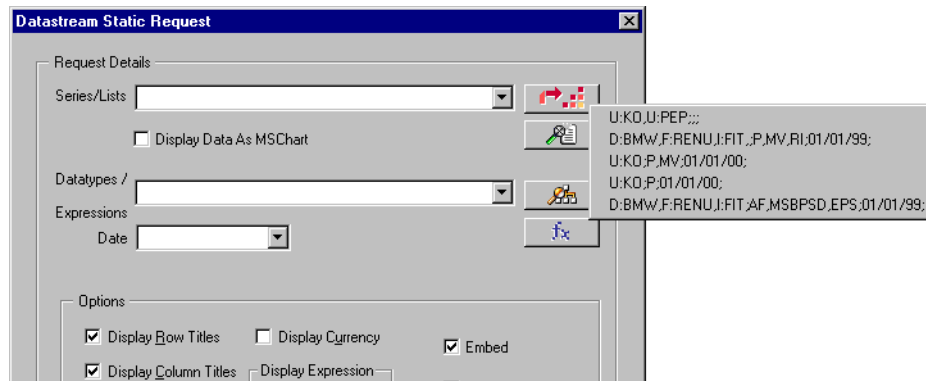 Datastream Static Request
Request Details
Series/Lists
U:KO,U:PEP;;;
D:BMW,F:RENU,I:FIT,;P,MV,RI;01/01/99;
U:KO;P,MV;01/01/00;
U:KO;P;01/01/00;
D:BMW,F:RENU,I:FIT;AF,MSBPSD,EPS;01/01/99;
Display Data As MSChart
Datatypes /
Expressions
fx
Date
Options
Display Row Titles
Display Currency
Embed
Display Column Titles
Display Expression